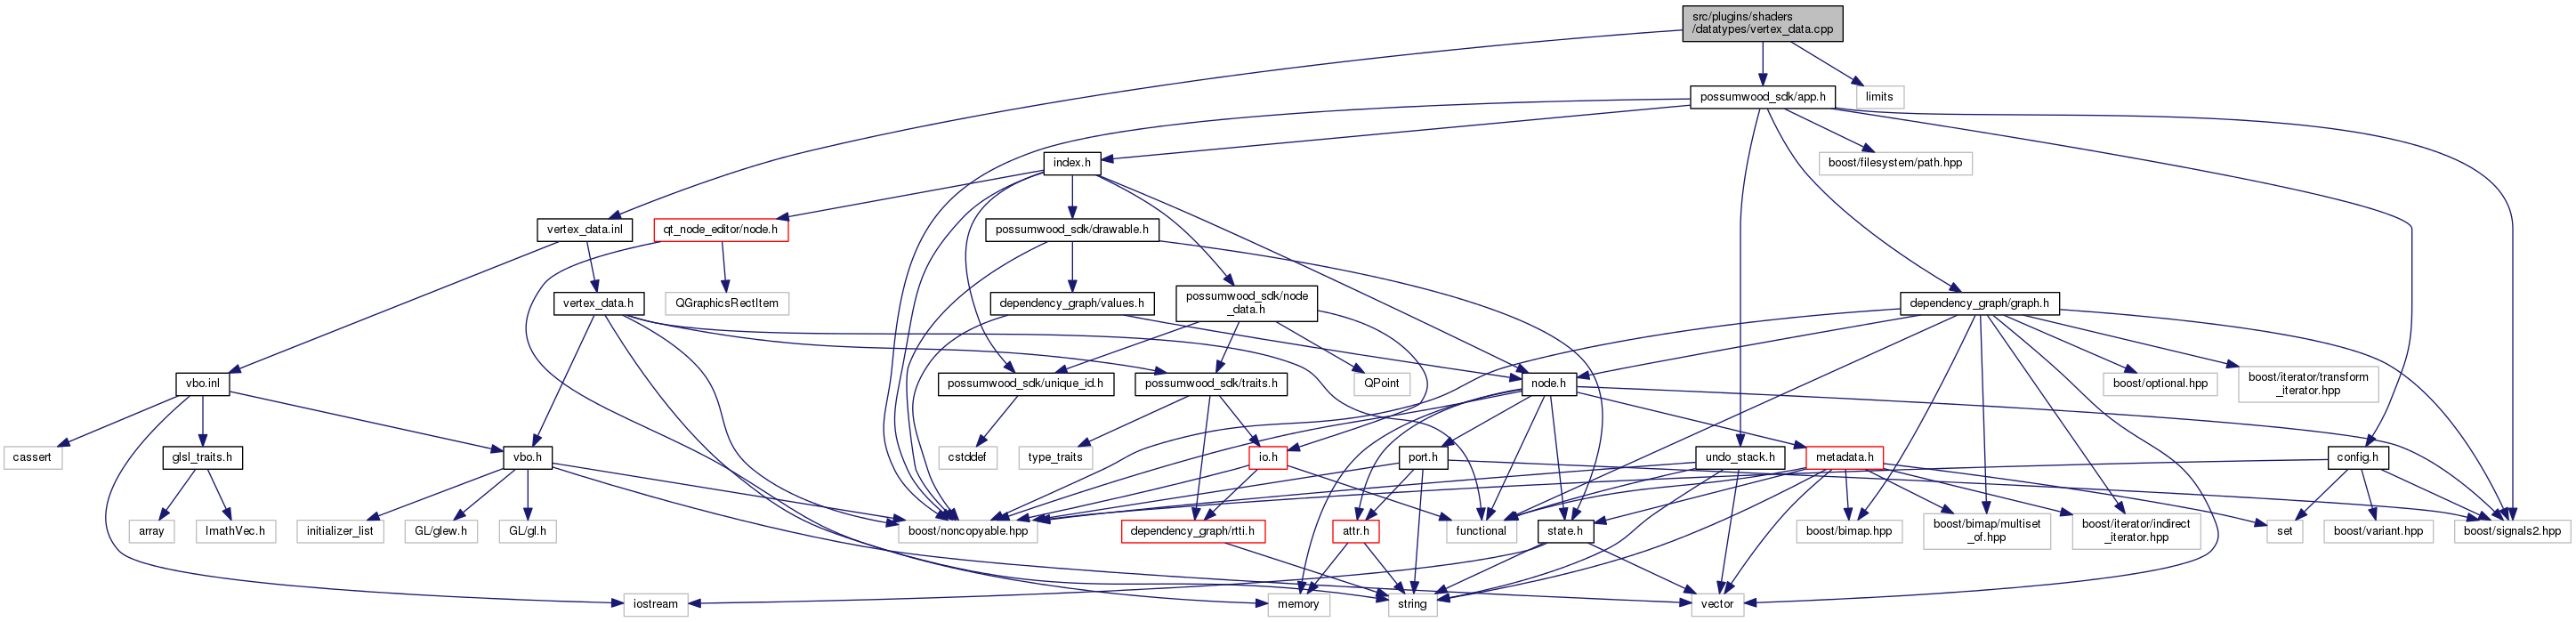 src/plugins/shaders
/datatypes/vertex_data.cpp
possumwood_sdk/app.h
limits
index.h
boost/filesystem/path.hpp
vertex_data.inl
qt_node_editor/node.h
possumwood_sdk/drawable.h
vertex_data.h
QGraphicsRectItem
dependency_graph/values.h
possumwood_sdk/node
_data.h
dependency_graph/graph.h
vbo.inl
possumwood_sdk/unique_id.h
possumwood_sdk/traits.h
QPoint
node.h
boost/optional.hpp
boost/iterator/transform
_iterator.hpp
cassert
glsl_traits.h
vbo.h
cstddef
type_traits
io.h
port.h
undo_stack.h
metadata.h
config.h
array
ImathVec.h
initializer_list
GL/glew.h
GL/gl.h
boost/noncopyable.hpp
dependency_graph/rtti.h
attr.h
functional
state.h
boost/bimap.hpp
boost/bimap/multiset
_of.hpp
boost/iterator/indirect
_iterator.hpp
set
boost/variant.hpp
boost/signals2.hpp
iostream
memory
string
vector